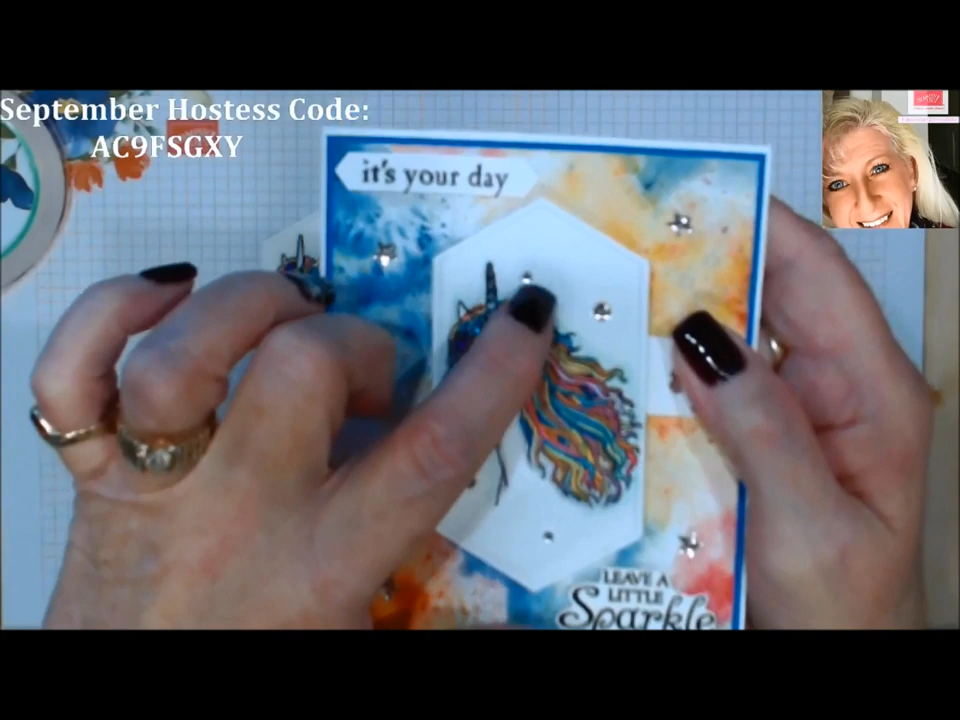 September Hostess Code:
AC9FSGXY
it's your day
LEAVE A
LITTLE
Sparkle